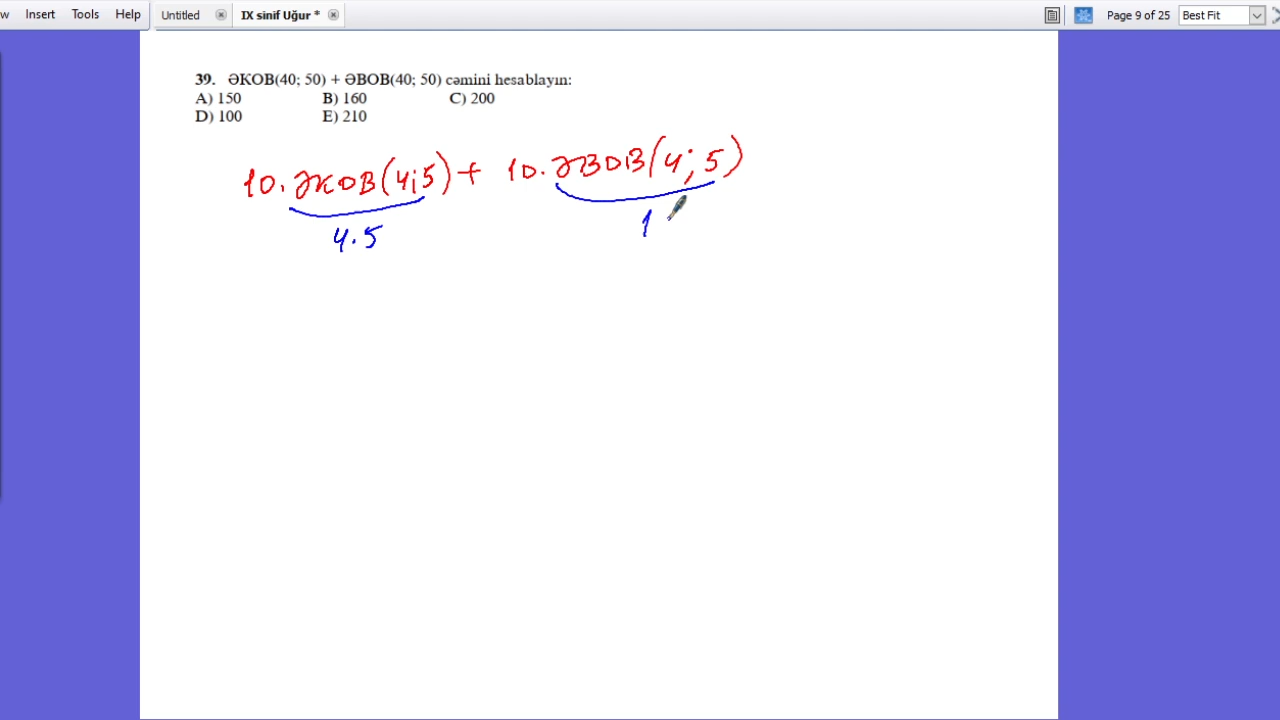 w Insert Tools Help Untitled IX sinif Uğur * Page 9 of 25 Best Fit
39. ƏKOB(40; 50) + ƏBOB(40; 50) cəmini hesablayın:
A) 150 B) 160 C) 200
D) 100 E) 210
10. ƏKOB(4;5) + 10. ƏBOB(4;5)
4.5 1